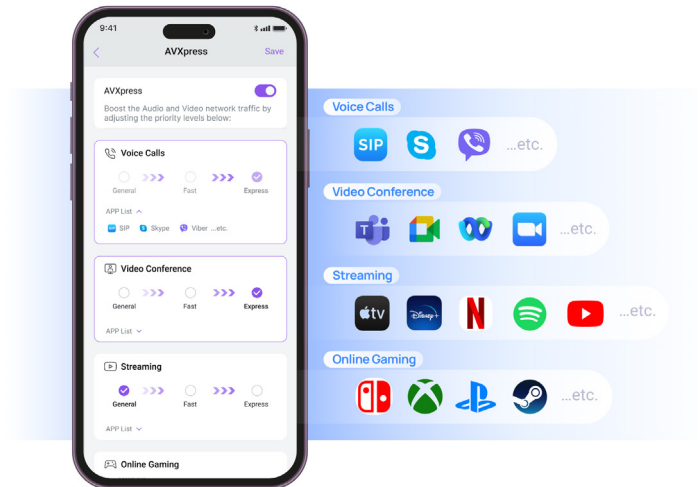 9:41
AVXpress
Save
AVXpress
Boost the Audio and Video network traffic by
adjusting the priority levels below:
Voice Calls
General
Fast
Express
APP List
SIP Skype Viber ...etc.
Video Conference
General
Fast
Express
APP List
Streaming
General
Fast
Express
APP List
Online Gaming
Voice Calls
SIP
S
...etc.
Video Conference
T
...etc.
Streaming
tv
Disney+
N
...etc.
Online Gaming
...etc.